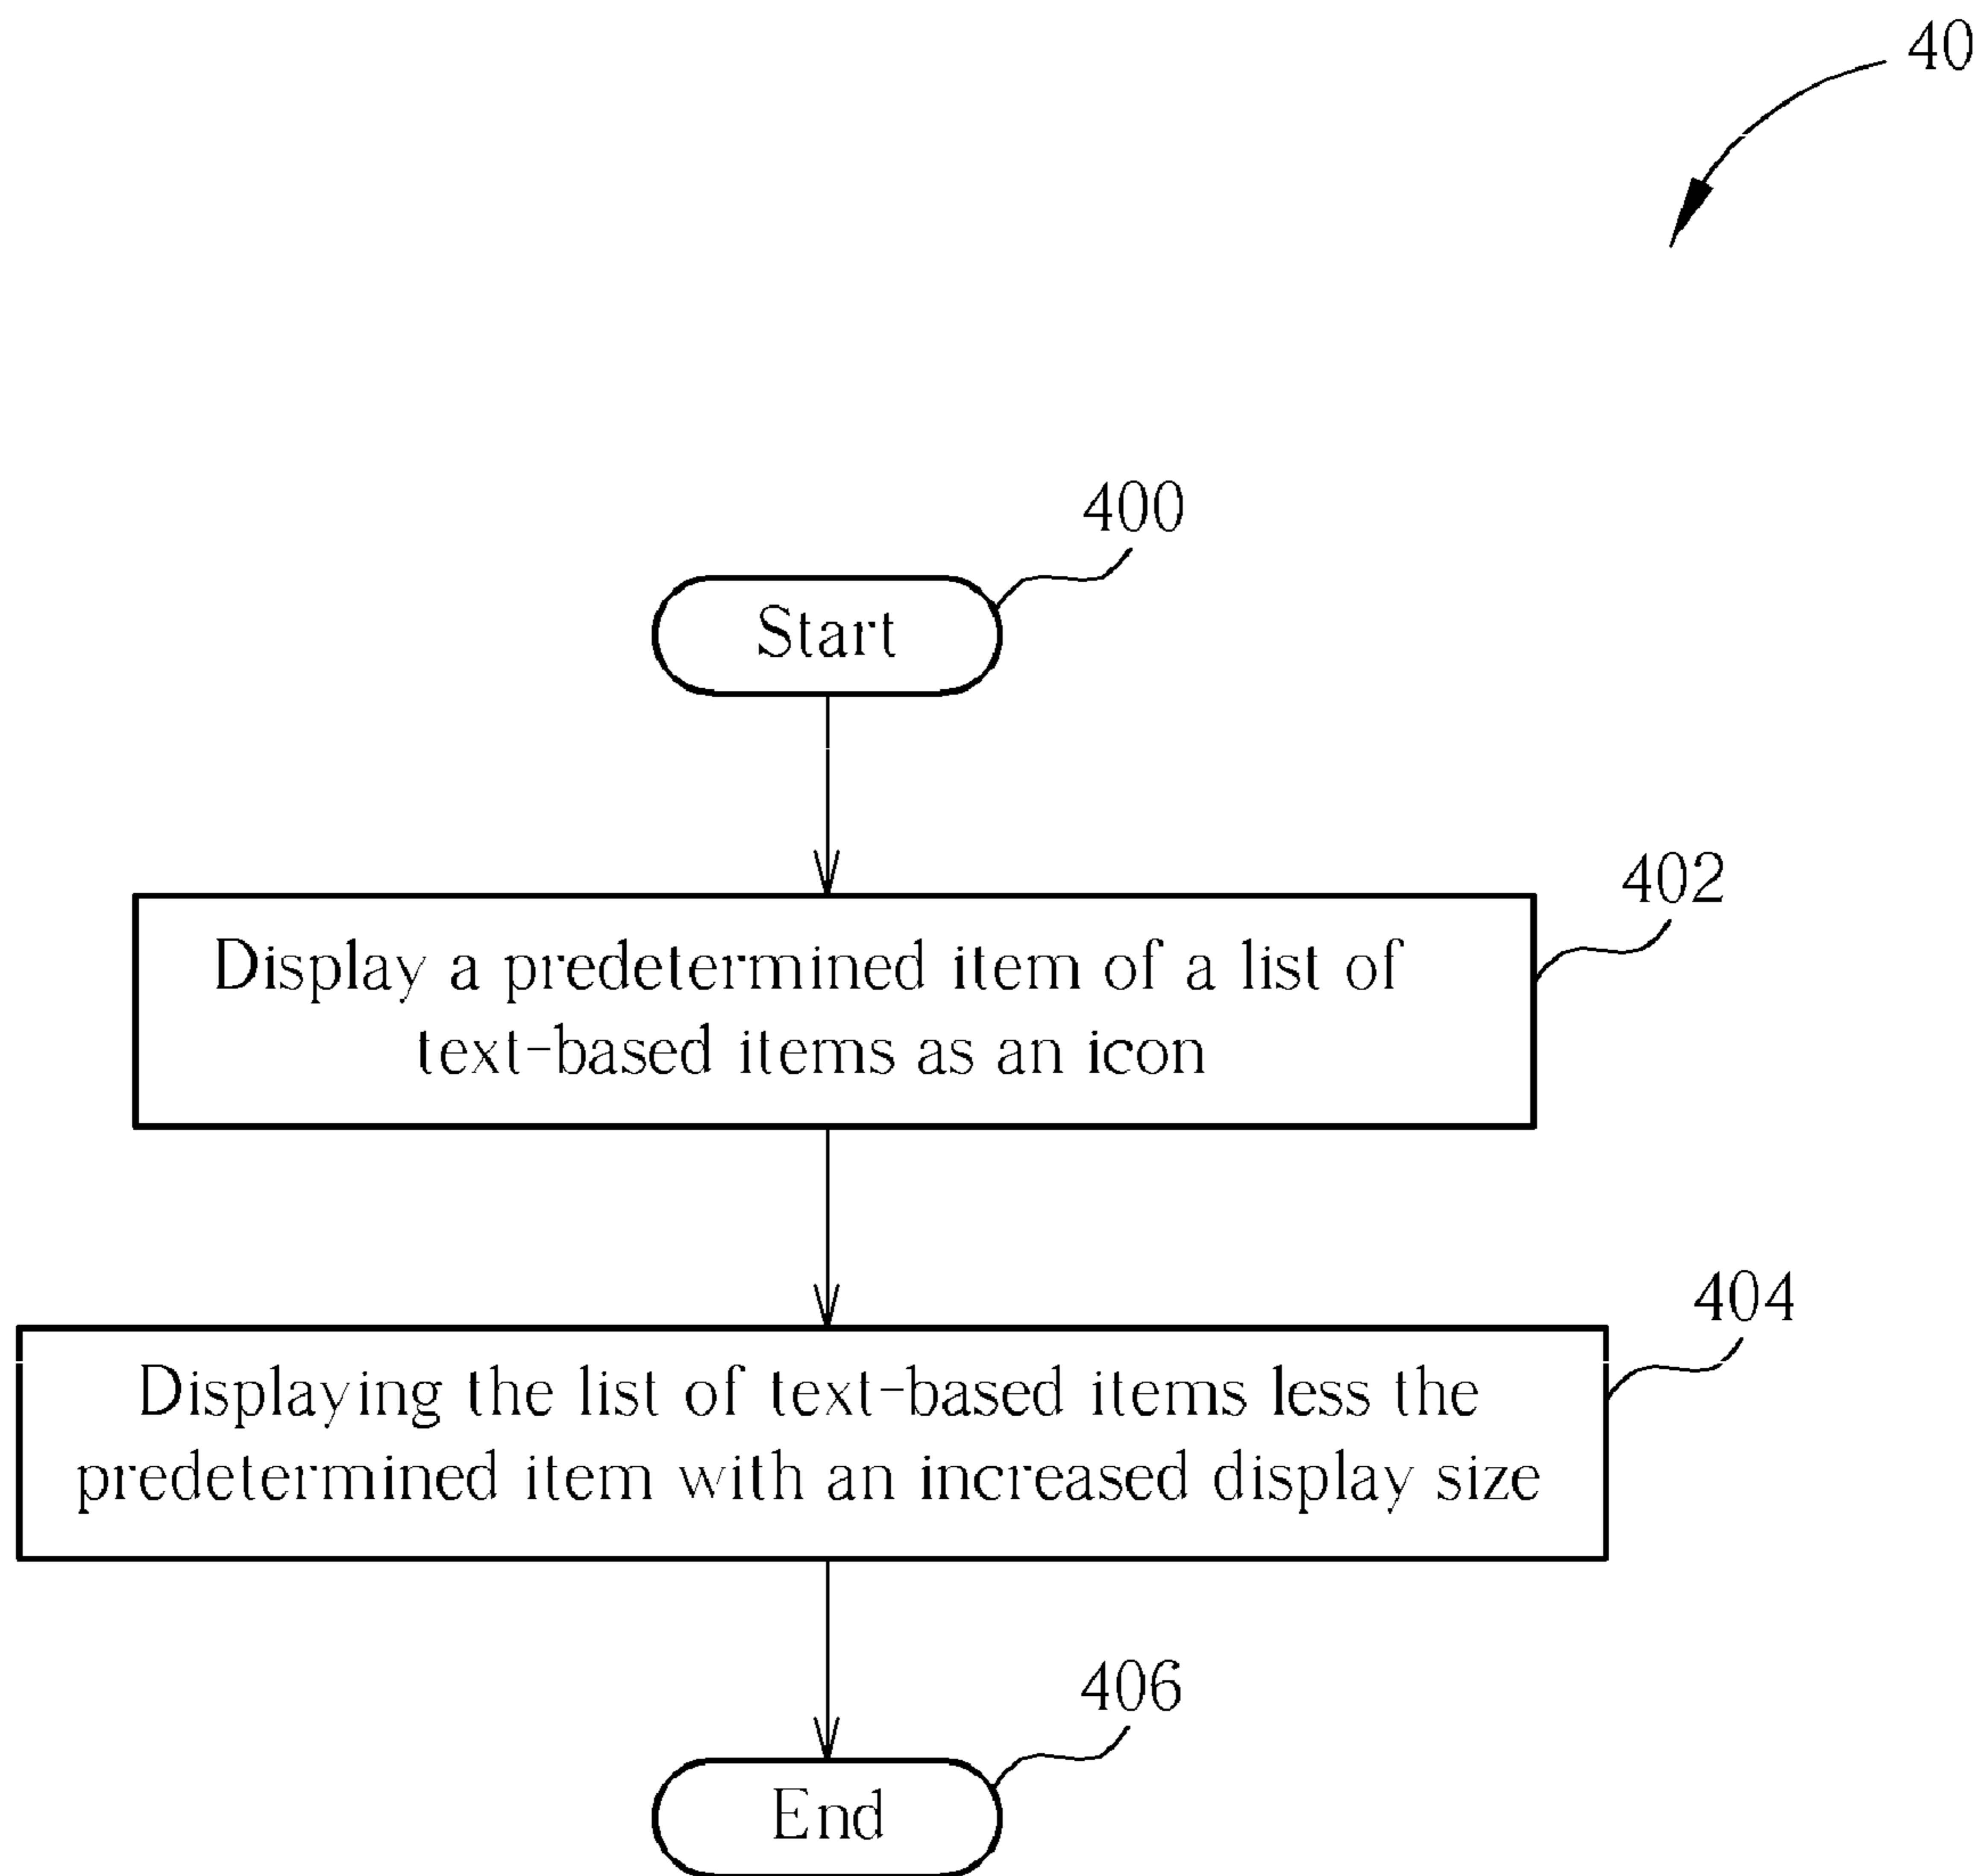 40
400
Start
402
Display a predetermined item of a list of
text-based items as an icon
404
Displaying the list of text-based items less the
predetermined item with an increased display size
406
End